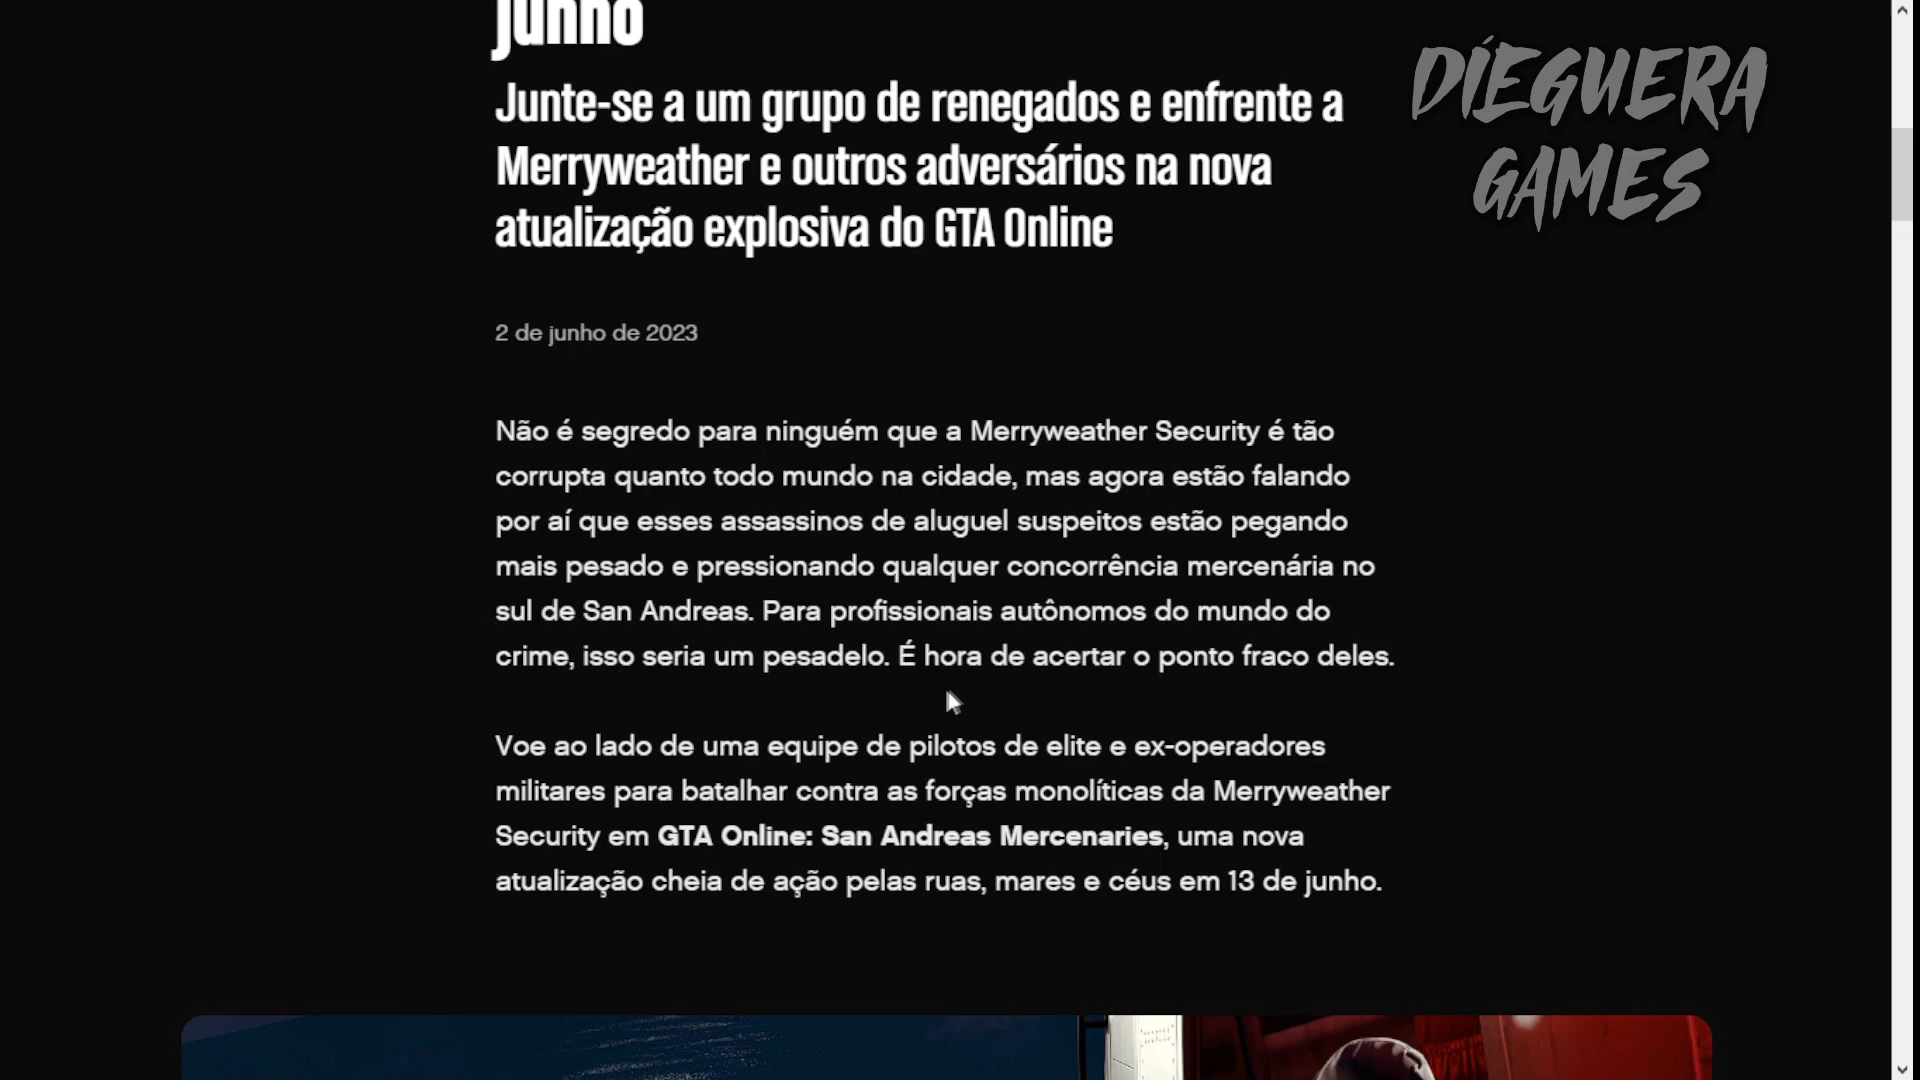 junho
DÍEGUERA
GAMES
Junte-se a um grupo de renegados e enfrente a
Merryweather e outros adversários na nova
atualização explosiva do GTA Online
2 de junho de 2023
Não é segredo para ninguém que a Merryweather Security é tão
corrupta quanto todo mundo na cidade, mas agora estão falando
por aí que esses assassinos de aluguel suspeitos estão pegando
mais pesado e pressionando qualquer concorrência mercenária no
sul de San Andreas. Para profissionais autônomos do mundo do
crime, isso seria um pesadelo. É hora de acertar o ponto fraco deles.
Voe ao lado de uma equipe de pilotos de elite e ex-operadores
militares para batalhar contra as forças monolíticas da Merryweather
Security em GTA Online: San Andreas Mercenaries, uma nova
atualização cheia de ação pelas ruas, mares e céus em 13 de junho.